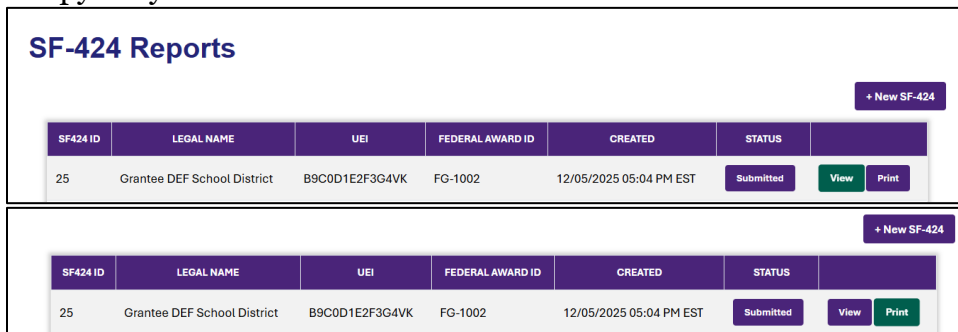 SF-424 Reports
+ New SF-424
SF424 ID LEGAL NAME UEI FEDERAL AWARD ID CREATED STATUS
25 Grantee DEF School District B9C0D1E2F3G4VK FG-1002 12/05/2025 05:04 PM EST Submitted View Print
+ New SF-424
SF424 ID LEGAL NAME UEI FEDERAL AWARD ID CREATED STATUS
25 Grantee DEF School District B9C0D1E2F3G4VK FG-1002 12/05/2025 05:04 PM EST Submitted View Print